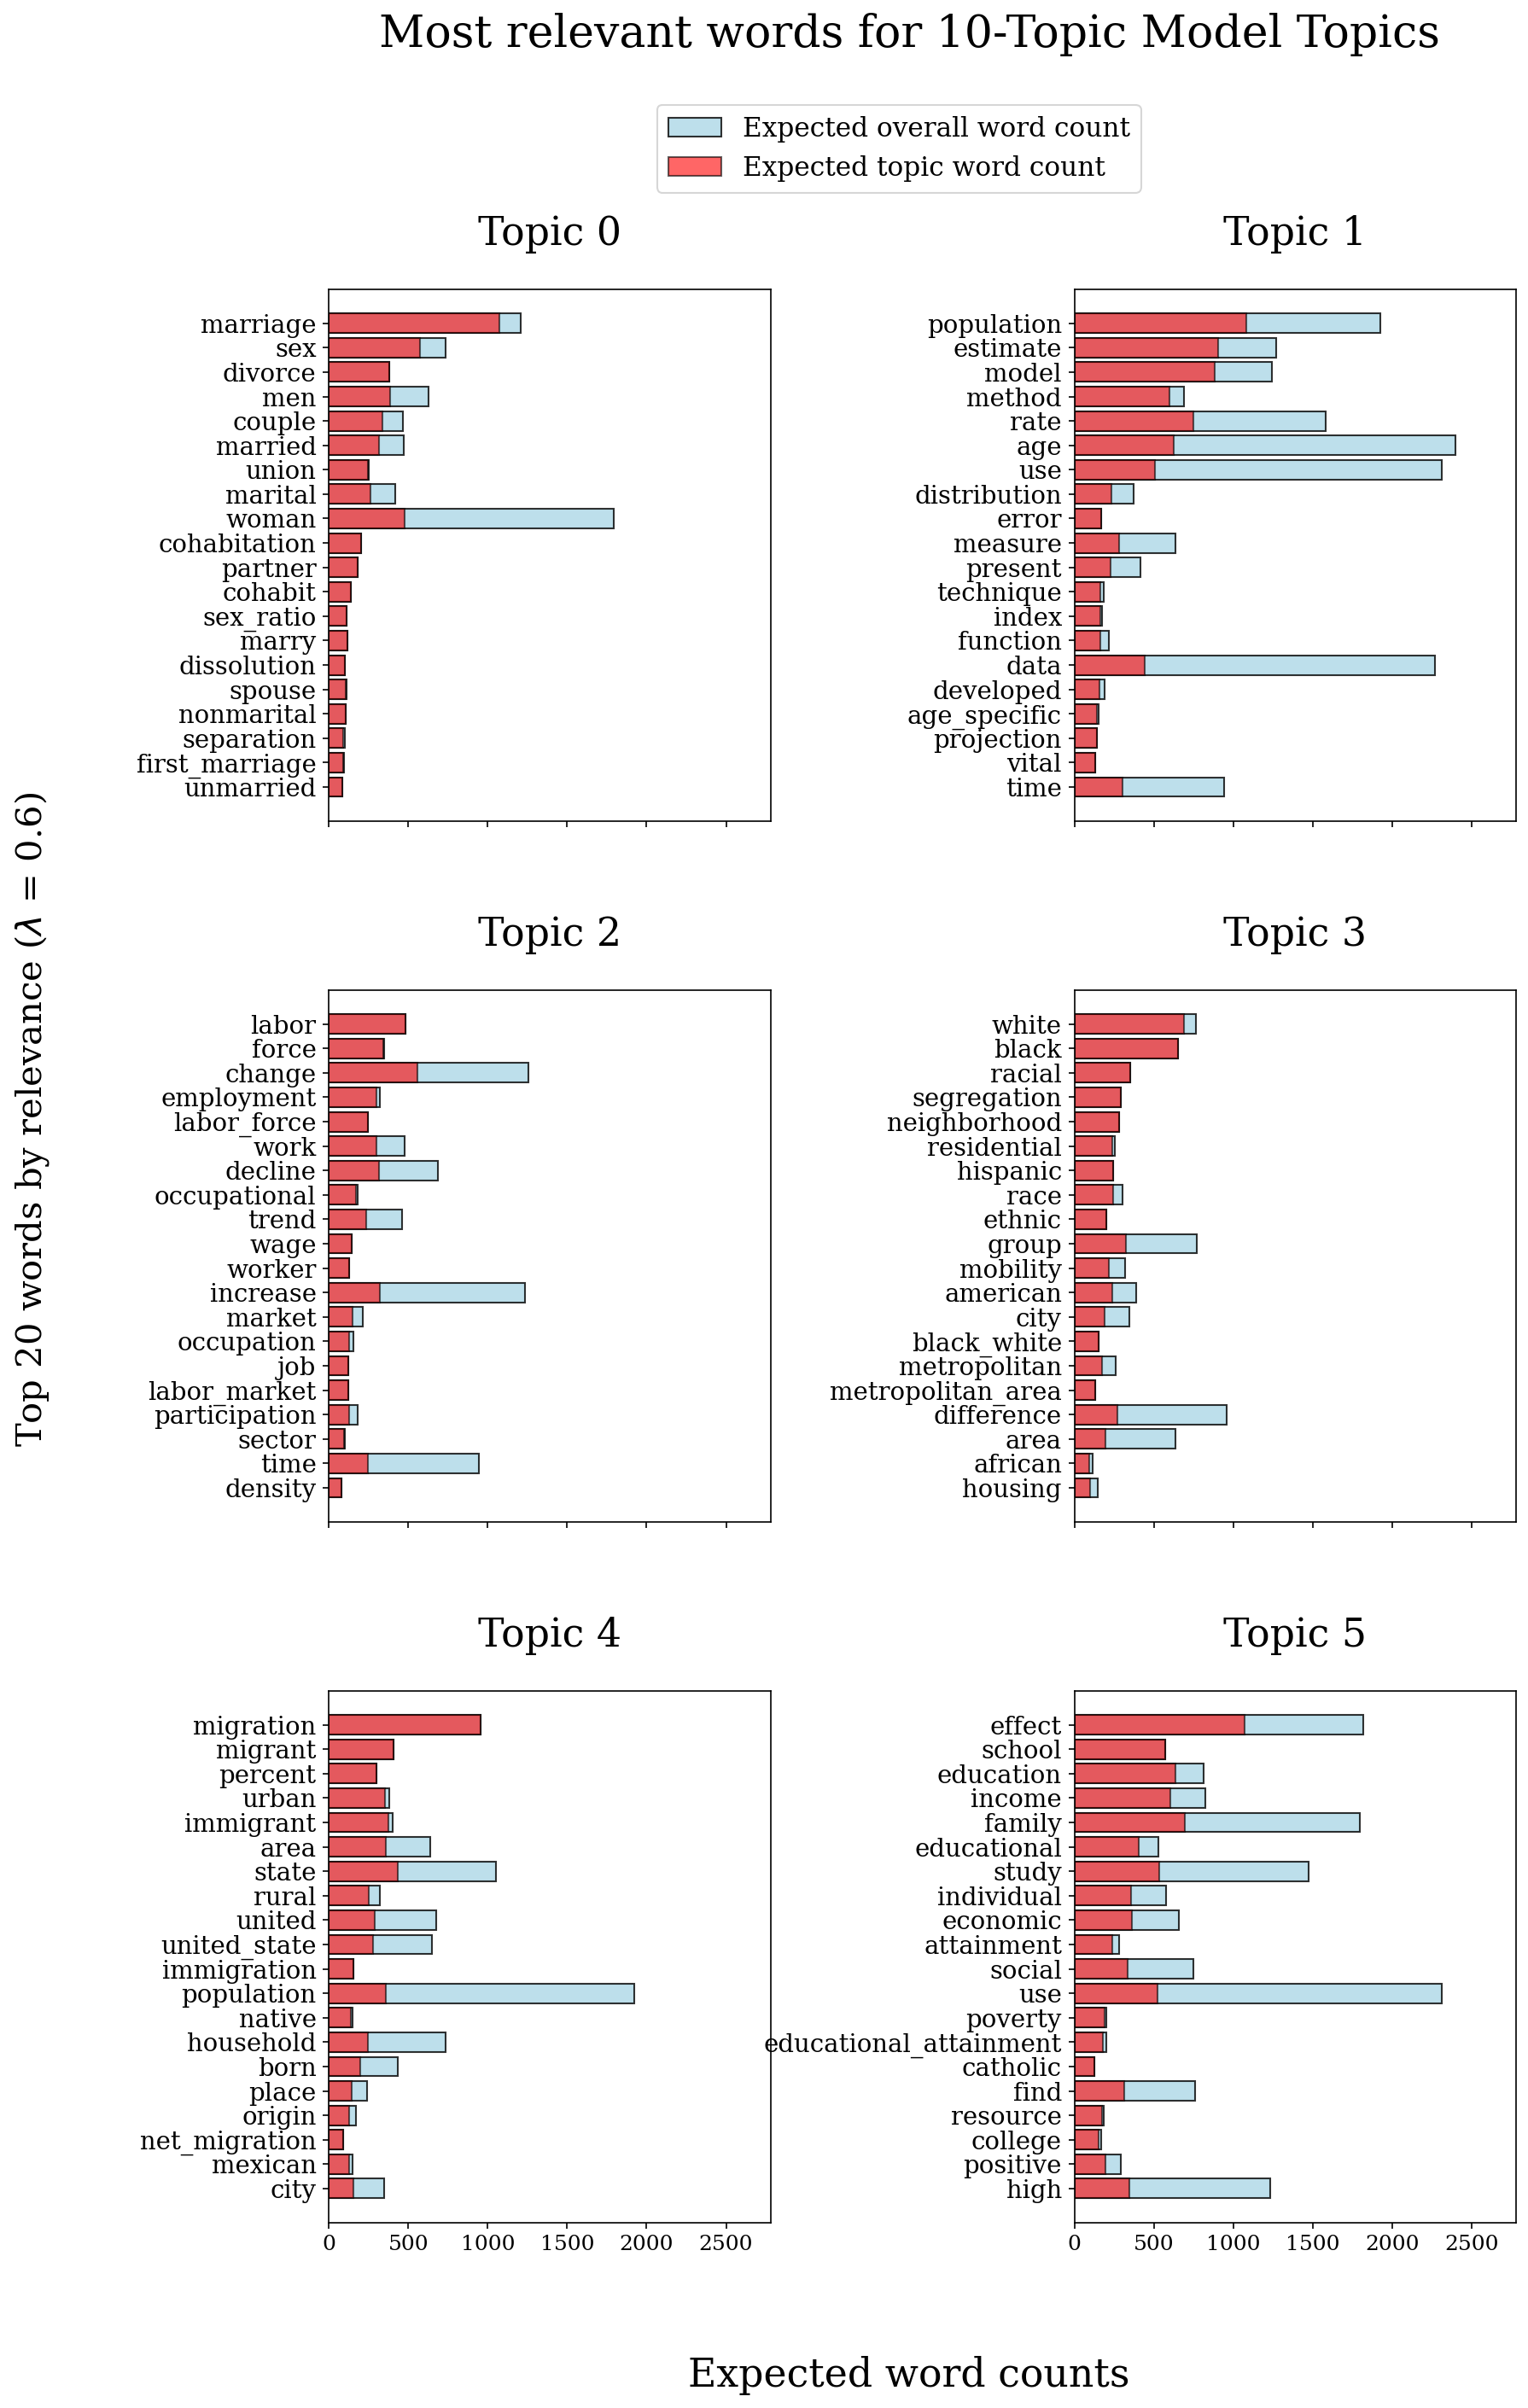 Most relevant words for 10-Topic Model Topics
Expected overall word count
Expected topic word count
Top 20 words by relevance (λ = 0.6)
Topic 0
marriage
sex
divorce
men
couple
married
union
marital
woman
cohabitation
partner
cohabit
sex_ratio
marry
dissolution
spouse
nonmarital
separation
first_marriage
unmarried
Topic 1
population
estimate
model
method
rate
age
use
distribution
error
measure
present
technique
index
function
data
developed
age_specific
projection
vital
time
Topic 2
labor
force
change
employment
labor_force
work
decline
occupational
trend
wage
worker
increase
market
occupation
job
labor_market
participation
sector
time
density
Topic 3
white
black
racial
segregation
neighborhood
residential
hispanic
race
ethnic
group
mobility
american
city
black_white
metropolitan
metropolitan_area
difference
area
african
housing
Topic 4
migration
migrant
percent
urban
immigrant
area
state
rural
united
united_state
immigration
population
native
household
born
place
origin
net_migration
mexican
city
0 500 1000 1500 2000 2500
Topic 5
effect
school
education
income
family
educational
study
individual
economic
attainment
social
use
poverty
educational_attainment
catholic
find
resource
college
positive
high
0 500 1000 1500 2000 2500
Expected word counts